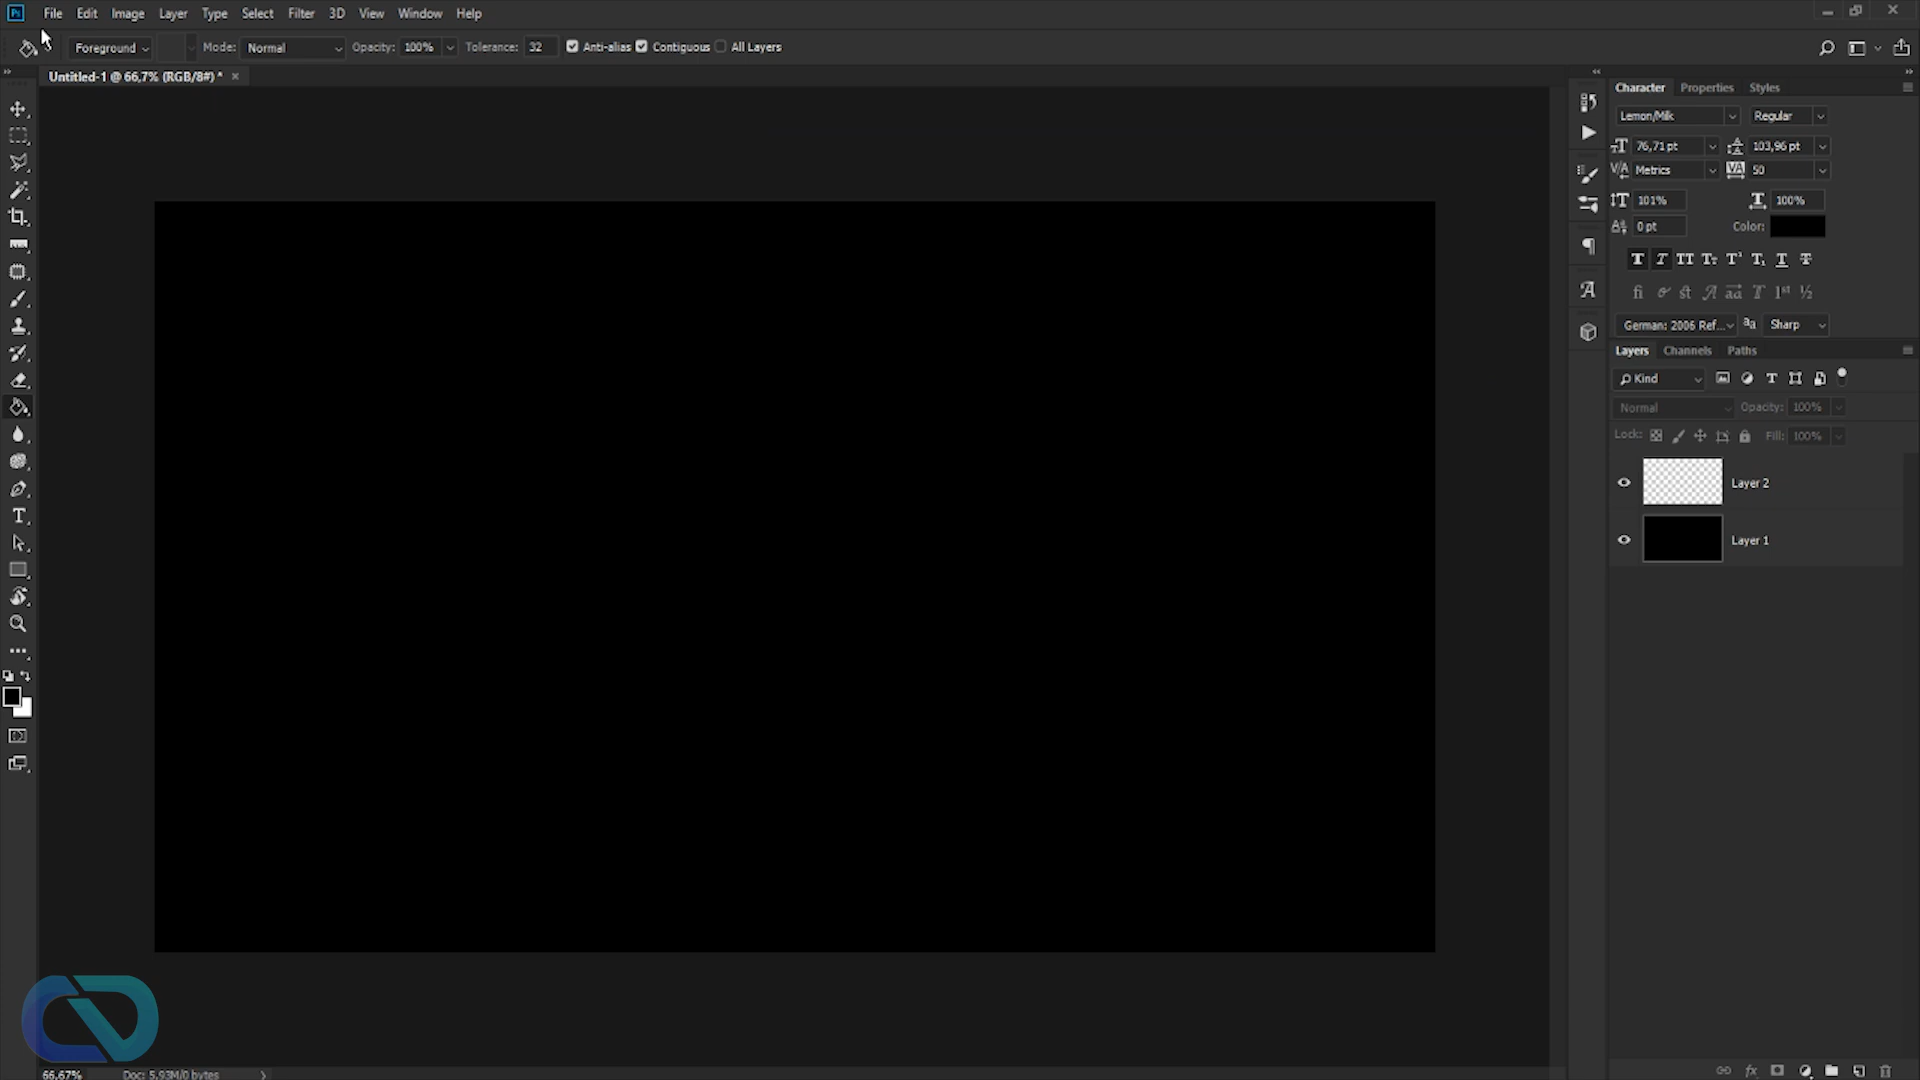 Ps File Edit Image Layer Type Select Filter 3D View Window Help
Foreground Mode: Normal Opacity: 100% Tolerance: 32 Anti-alias Contiguous All Layers
Untitled-1 @ 66,7% (RGB/8#) *
Character Properties Styles
Lemon/Milk Regular
76,71 pt 103,96 pt
Metrics 50
101% 100%
0 pt Color:
German: 2006 Ref... Sharp
Layers Channels Paths
Kind
Normal Opacity: 100%
Lock: Fill: 100%
Layer 2
Layer 1
66,67% Doc: 5,93M/0 bytes